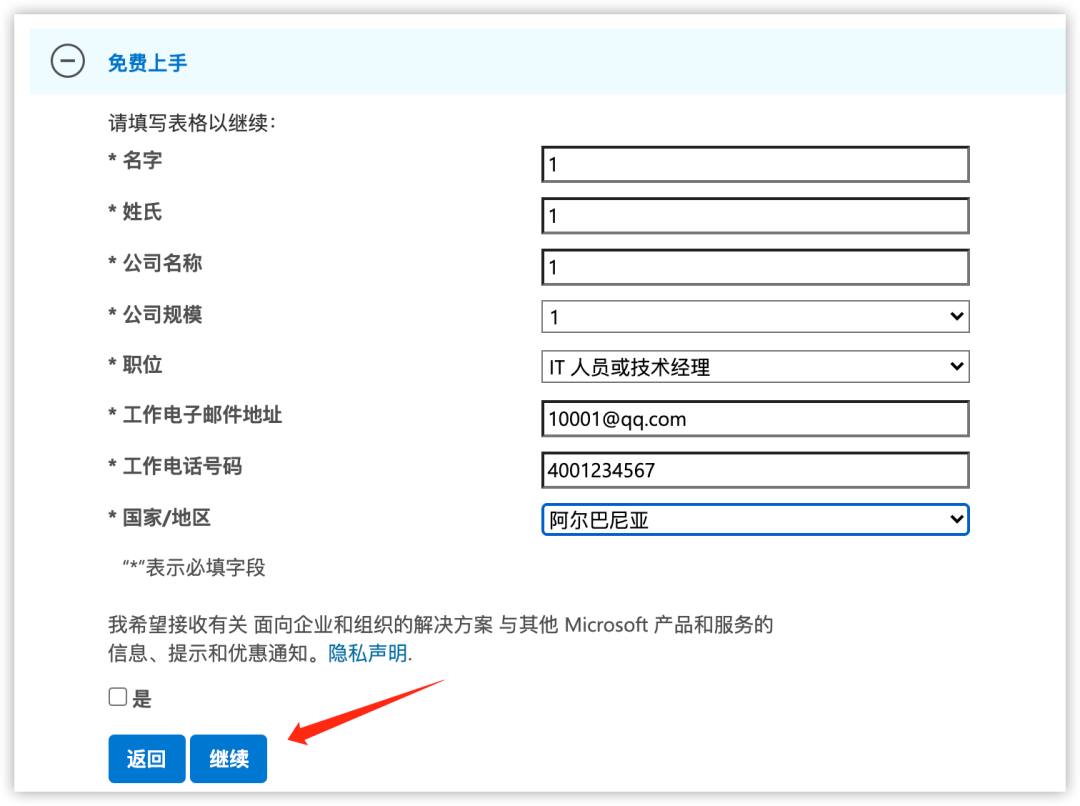 免费上手
请填写表格以继续：
* 名字
1
* 姓氏
1
* 公司名称
1
* 公司规模
1
* 职位
IT 人员或技术经理
* 工作电子邮件地址
10001@qq.com
* 工作电话号码
4001234567
* 国家/地区
阿尔巴尼亚
“*”表示必填字段
我希望接收有关 面向企业和组织的解决方案 与其他 Microsoft 产品和服务的
信息、提示和优惠通知。隐私声明.
是
返回 继续